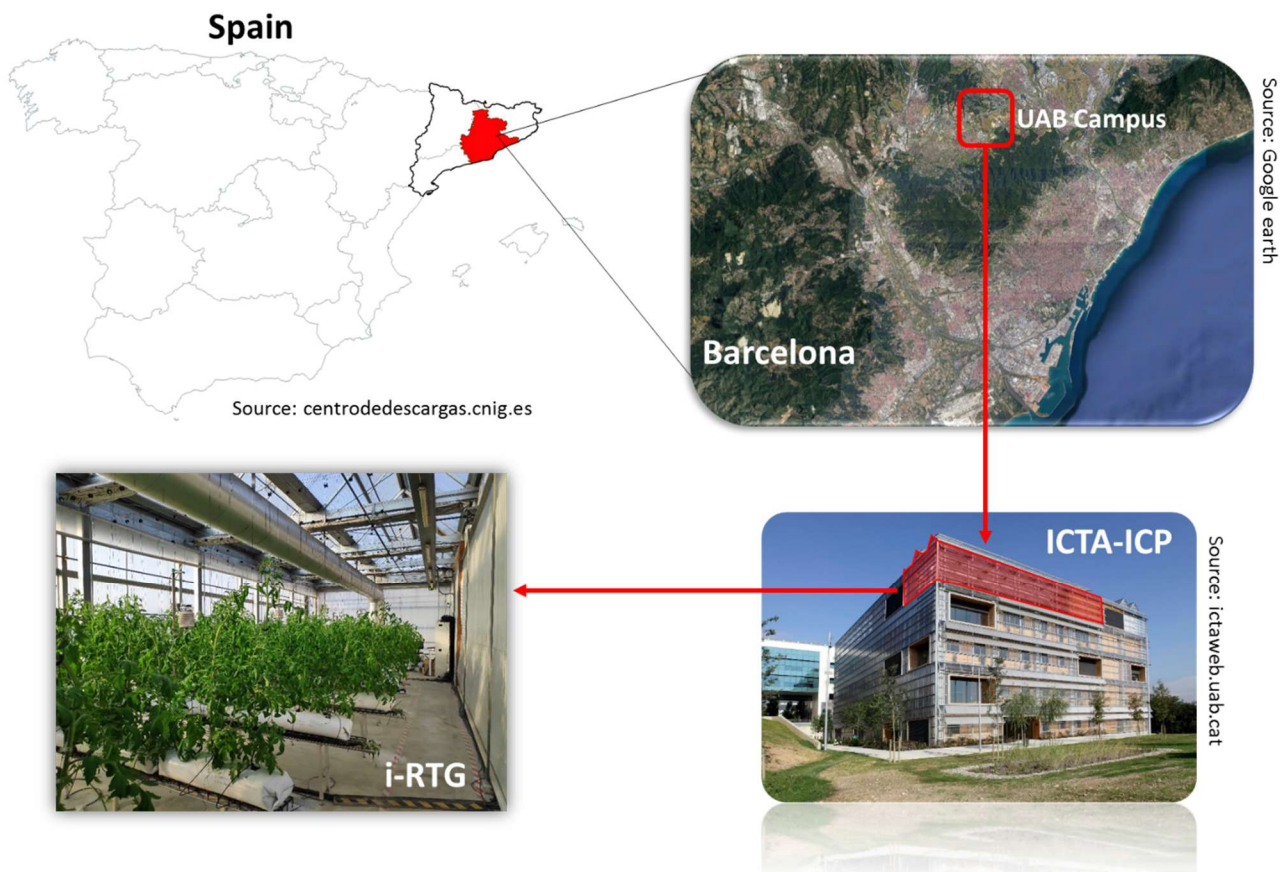 Spain
UAB Campus
Source: Google earth
Barcelona
Source: centrodedescargas.cnig.es
ICTA-ICP
Source: ictaweb.uab.cat
i-RTG